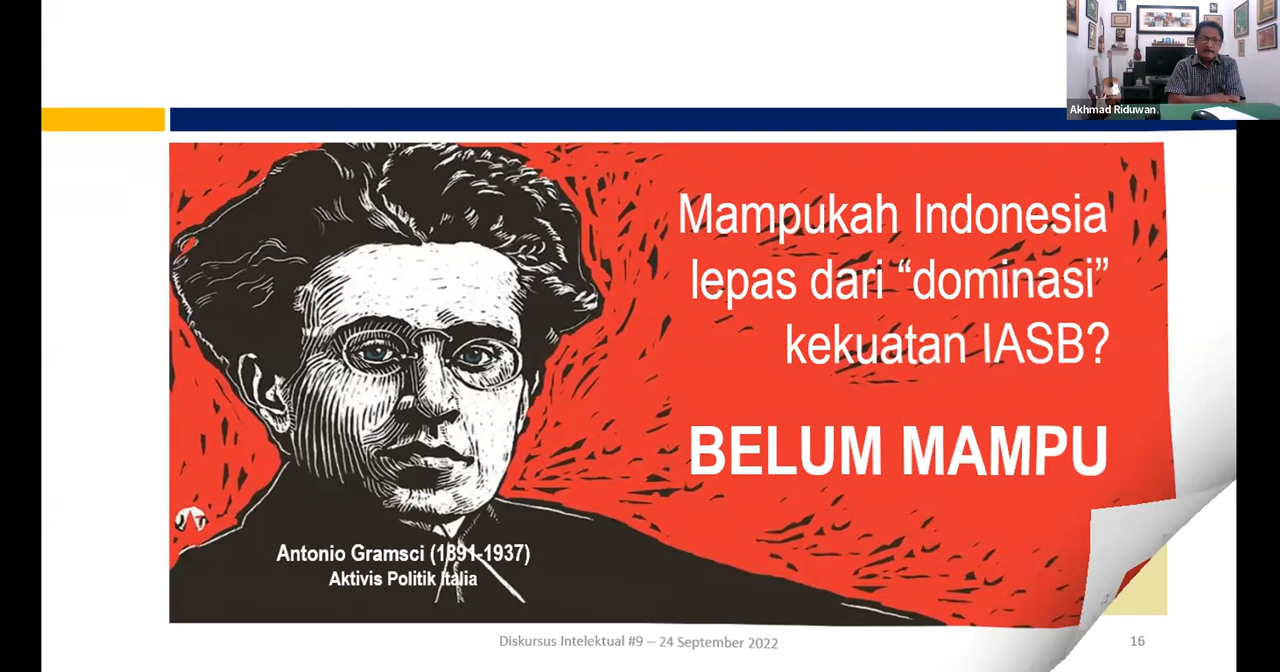 Akhmad Riduwan
Mampukah Indonesia
lepas dari “dominasi”
kekuatan IASB?
BELUM MAMPU
Antonio Gramsci (1891-1937)
Aktivis Politik Italia
Diskursus Intelektual #9 -- 24 September 2022
16